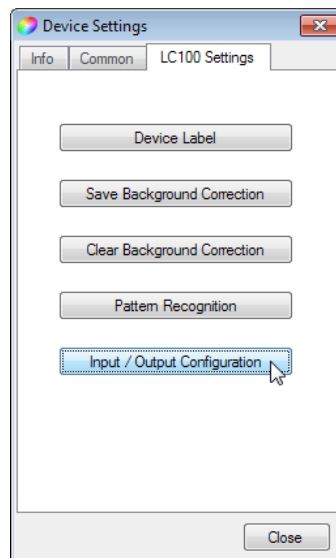 Device Settings
Info Common LC100 Settings
Device Label
Save Background Correction
Clear Background Correction
Pattern Recognition
Input / Output Configuration
Close